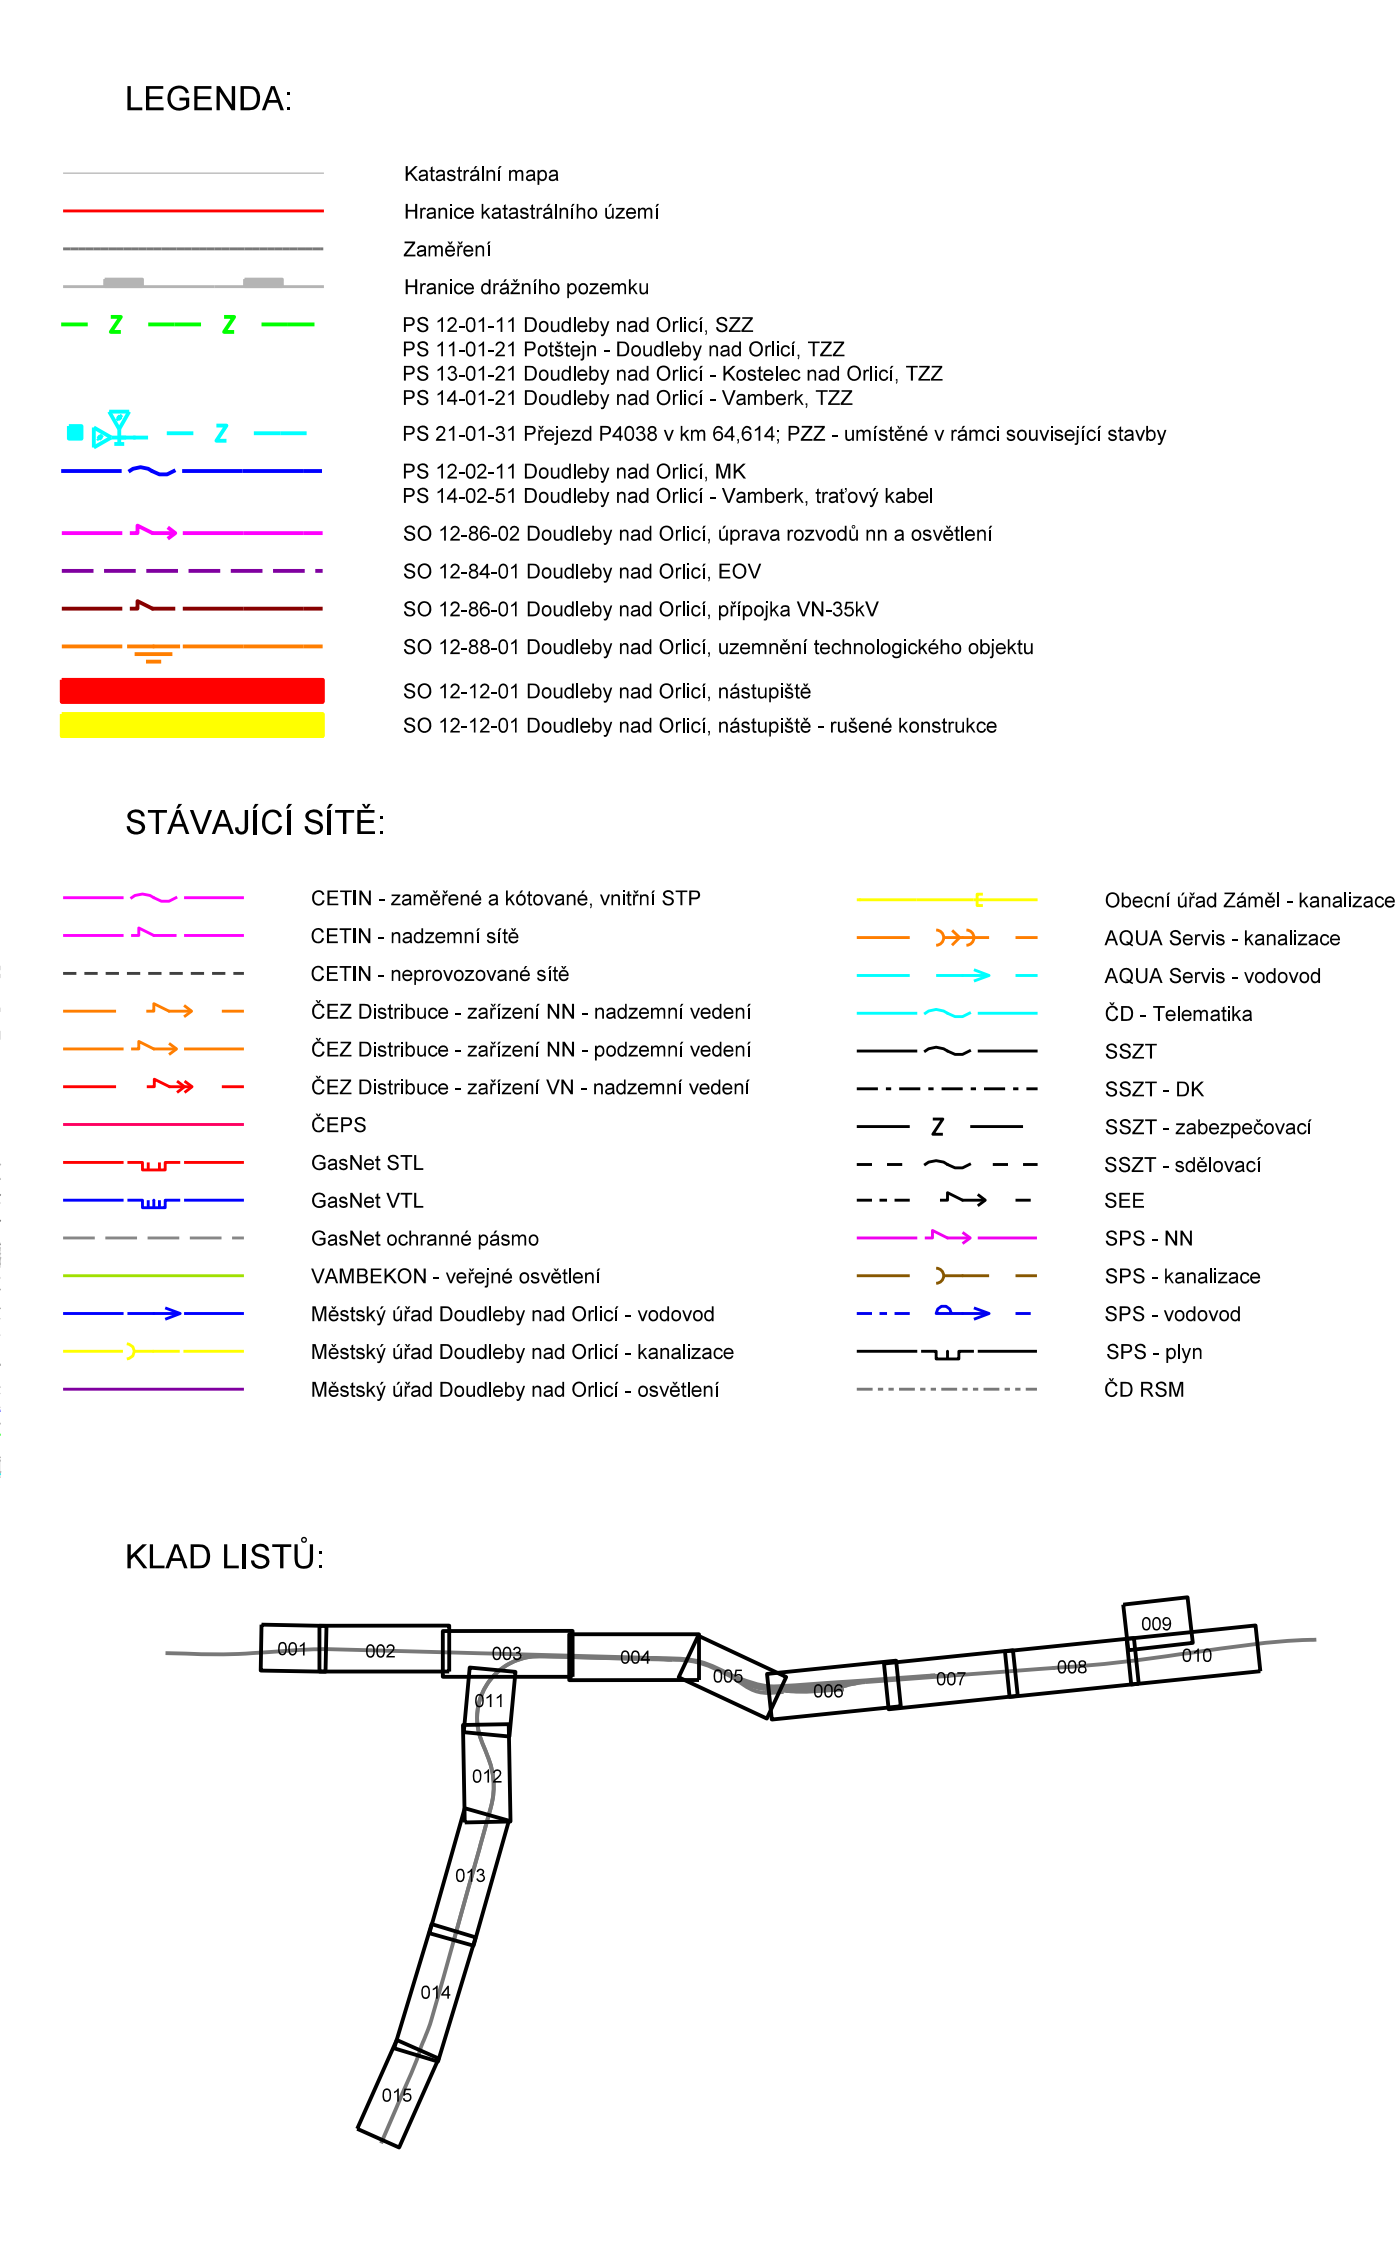 LEGENDA:
Katastrální mapa
Hranice katastrálního území
Zaměření
Hranice drážního pozemku
Z Z
PS 12-01-11 Doudleby nad Orlicí, SZZ
PS 11-01-21 Potštejn - Doudleby nad Orlicí, TZZ
PS 13-01-21 Doudleby nad Orlicí - Kostelec nad Orlicí, TZZ
PS 14-01-21 Doudleby nad Orlicí - Vamberk, TZZ
Z
PS 21-01-31 Přejezd P4038 v km 64,614; PZZ - umístěné v rámci související stavby
PS 12-02-11 Doudleby nad Orlicí, MK
PS 14-02-51 Doudleby nad Orlicí - Vamberk, traťový kabel
SO 12-86-02 Doudleby nad Orlicí, úprava rozvodů nn a osvětlení
SO 12-84-01 Doudleby nad Orlicí, EOV
SO 12-86-01 Doudleby nad Orlicí, přípojka VN-35kV
SO 12-88-01 Doudleby nad Orlicí, uzemnění technologického objektu
SO 12-12-01 Doudleby nad Orlicí, nástupiště
SO 12-12-01 Doudleby nad Orlicí, nástupiště - rušené konstrukce
STÁVAJÍCÍ SÍTĚ:
CETIN - zaměřené a kótované, vnitřní STP
CETIN - nadzemní sítě
CETIN - neprovozované sítě
ČEZ Distribuce - zařízení NN - nadzemní vedení
ČEZ Distribuce - zařízení NN - podzemní vedení
ČEZ Distribuce - zařízení VN - nadzemní vedení
ČEPS
GasNet STL
GasNet VTL
GasNet ochranné pásmo
VAMBEKON - veřejné osvětlení
Městský úřad Doudleby nad Orlicí - vodovod
Městský úřad Doudleby nad Orlicí - kanalizace
Městský úřad Doudleby nad Orlicí - osvětlení
Obecní úřad Záměl - kanalizace
AQUA Servis - kanalizace
AQUA Servis - vodovod
ČD - Telematika
SSZT
SSZT - DK
Z
SSZT - zabezpečovací
SSZT - sdělovací
SEE
SPS - NN
SPS - kanalizace
SPS - vodovod
SPS - plyn
ČD RSM
KLAD LISTŮ:
001
002
003
004
005
006
007
008
009
010
011
012
013
014
015